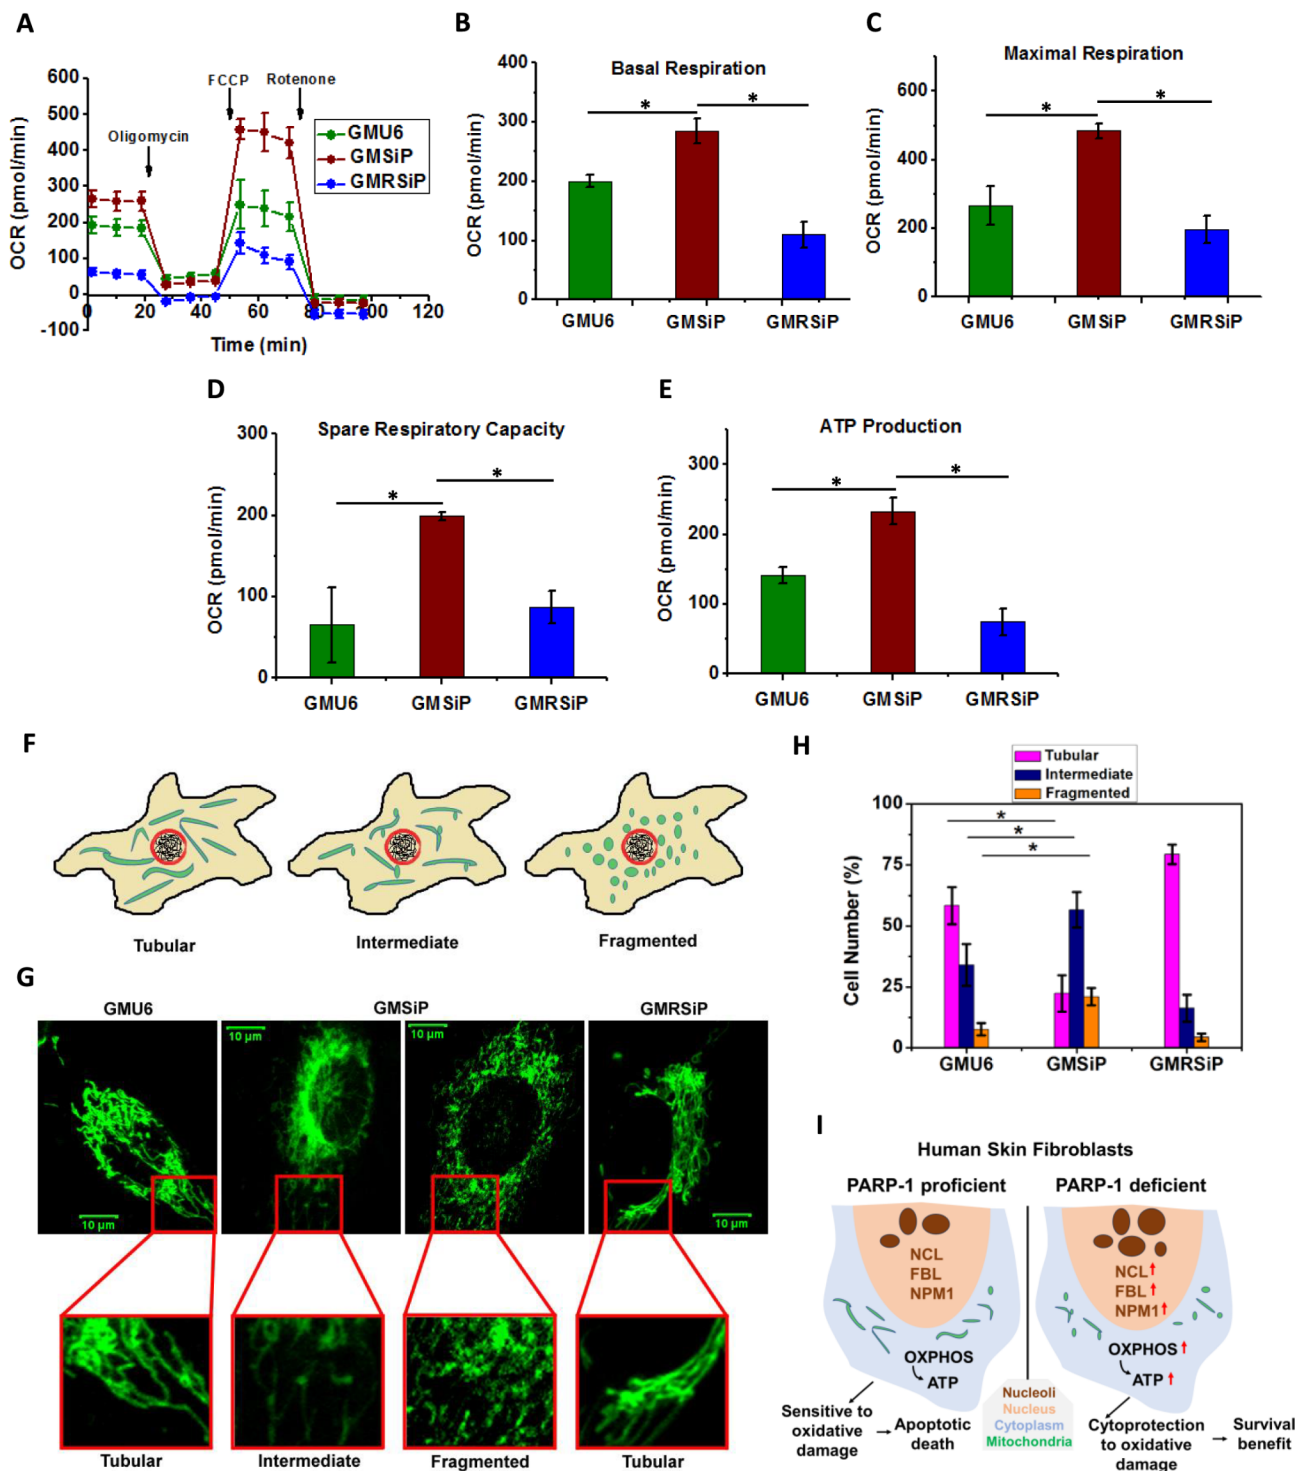 A
600
500
400
300
200
100
0
-100
0
20
40
60
80
100
120
OCR (pmol/min)
Time (min)
Oligomycin
FCCP
Rotenone
GMU6
GMSiP
GMRSiP
B
Basal Respiration
400
300
200
100
0
OCR (pmol/min)
*
*
GMU6
GMSiP
GMRSiP
C
Maximal Respiration
600
400
200
0
OCR (pmol/min)
*
*
GMU6
GMSiP
GMRSiP
D
Spare Respiratory Capacity
300
200
100
0
OCR (pmol/min)
*
*
GMU6
GMSiP
GMRSiP
E
ATP Production
300
200
100
0
OCR (pmol/min)
*
*
GMU6
GMSiP
GMRSiP
F
Tubular
Intermediate
Fragmented
G
GMU6
GMSiP
GMRSiP
10 µm
10 µm
10 µm
10 µm
Tubular
Intermediate
Fragmented
Tubular
H
Tubular
Intermediate
Fragmented
100
75
50
25
0
Cell Number (%)
*
*
*
GMU6
GMSiP
GMRSiP
I
Human Skin Fibroblasts
PARP-1 proficient
PARP-1 deficient
NCL
FBL
NPM1
OXPHOS
ATP
NCL↑
FBL↑
NPM1↑
OXPHOS↑
ATP↑
Nucleoli
Nucleus
Cytoplasm
Mitochondria
Sensitive to
oxidative
damage
Apoptotic
death
Cytoprotection
to oxidative
damage
Survival
benefit